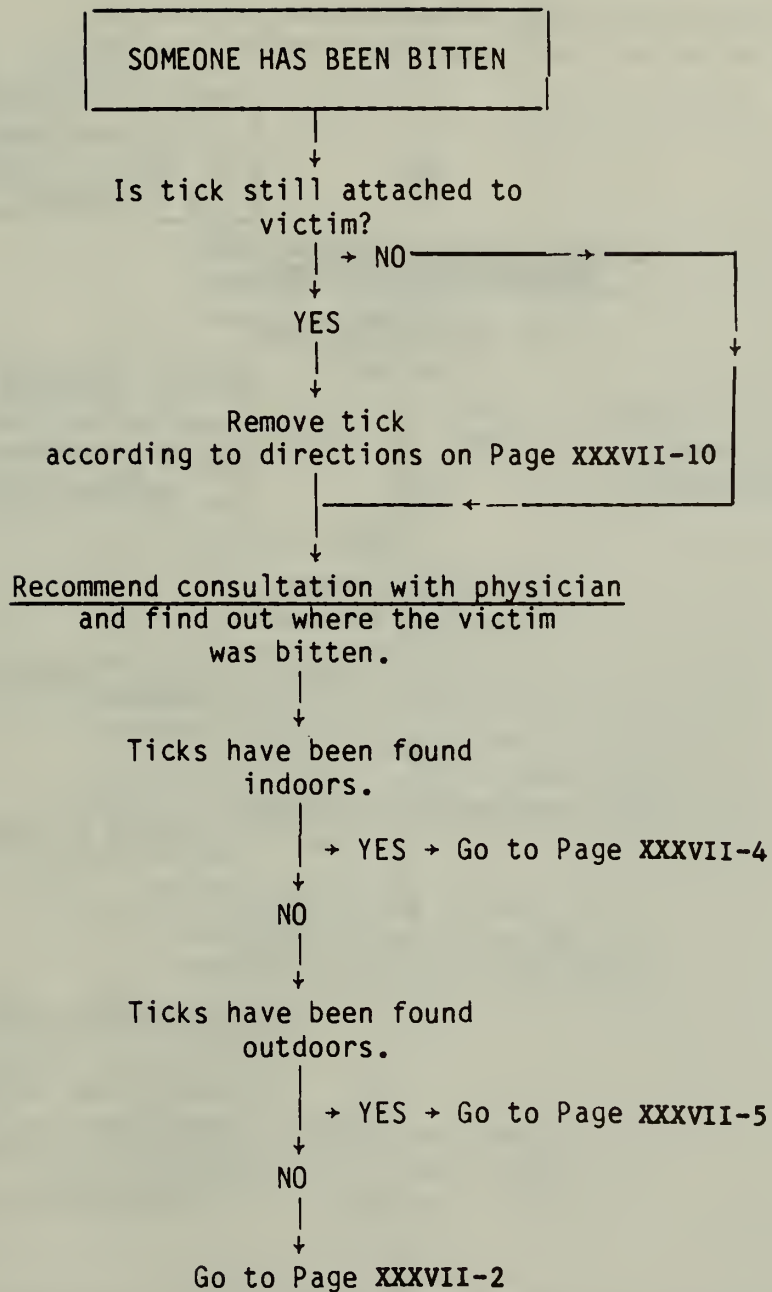 SOMEONE HAS BEEN BITTEN
Is tick still attached to
victim?
→ NO
YES
Remove tick
according to directions on Page XXXVII-10
Recommend consultation with physician
and find out where the victim
was bitten.
Ticks have been found
indoors.
→ YES → Go to Page XXXVII-4
NO
Ticks have been found
outdoors.
→ YES → Go to Page XXXVII-5
NO
Go to Page XXXVII-2